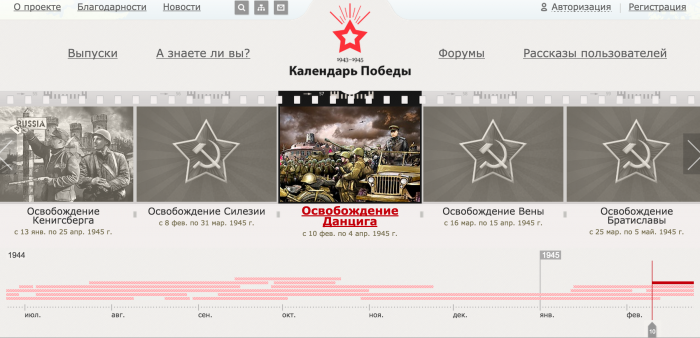 О проекте Благодарности Новости Авторизация Регистрация
Выпуски А знаете ли вы? Форумы Рассказы пользователей
1942-1945
Календарь Победы
RUSSIA
Освобождение Кенигсберга
с 13 янв. по 25 апр. 1945 г.
Освобождение Силезии
с 8 фев. по 31 мар. 1945 г.
Освобождение
Данцига
с 10 фев. по 4 апр. 1945 г.
Освобождение Вены
с 16 мар. по 15 апр. 1945 г.
Освобождение
Братиславы
с 25 мар. по 5 май. 1945 г.
1944 1945
июл. авг. сен. окт. ноя. дек. янв. фев.
10